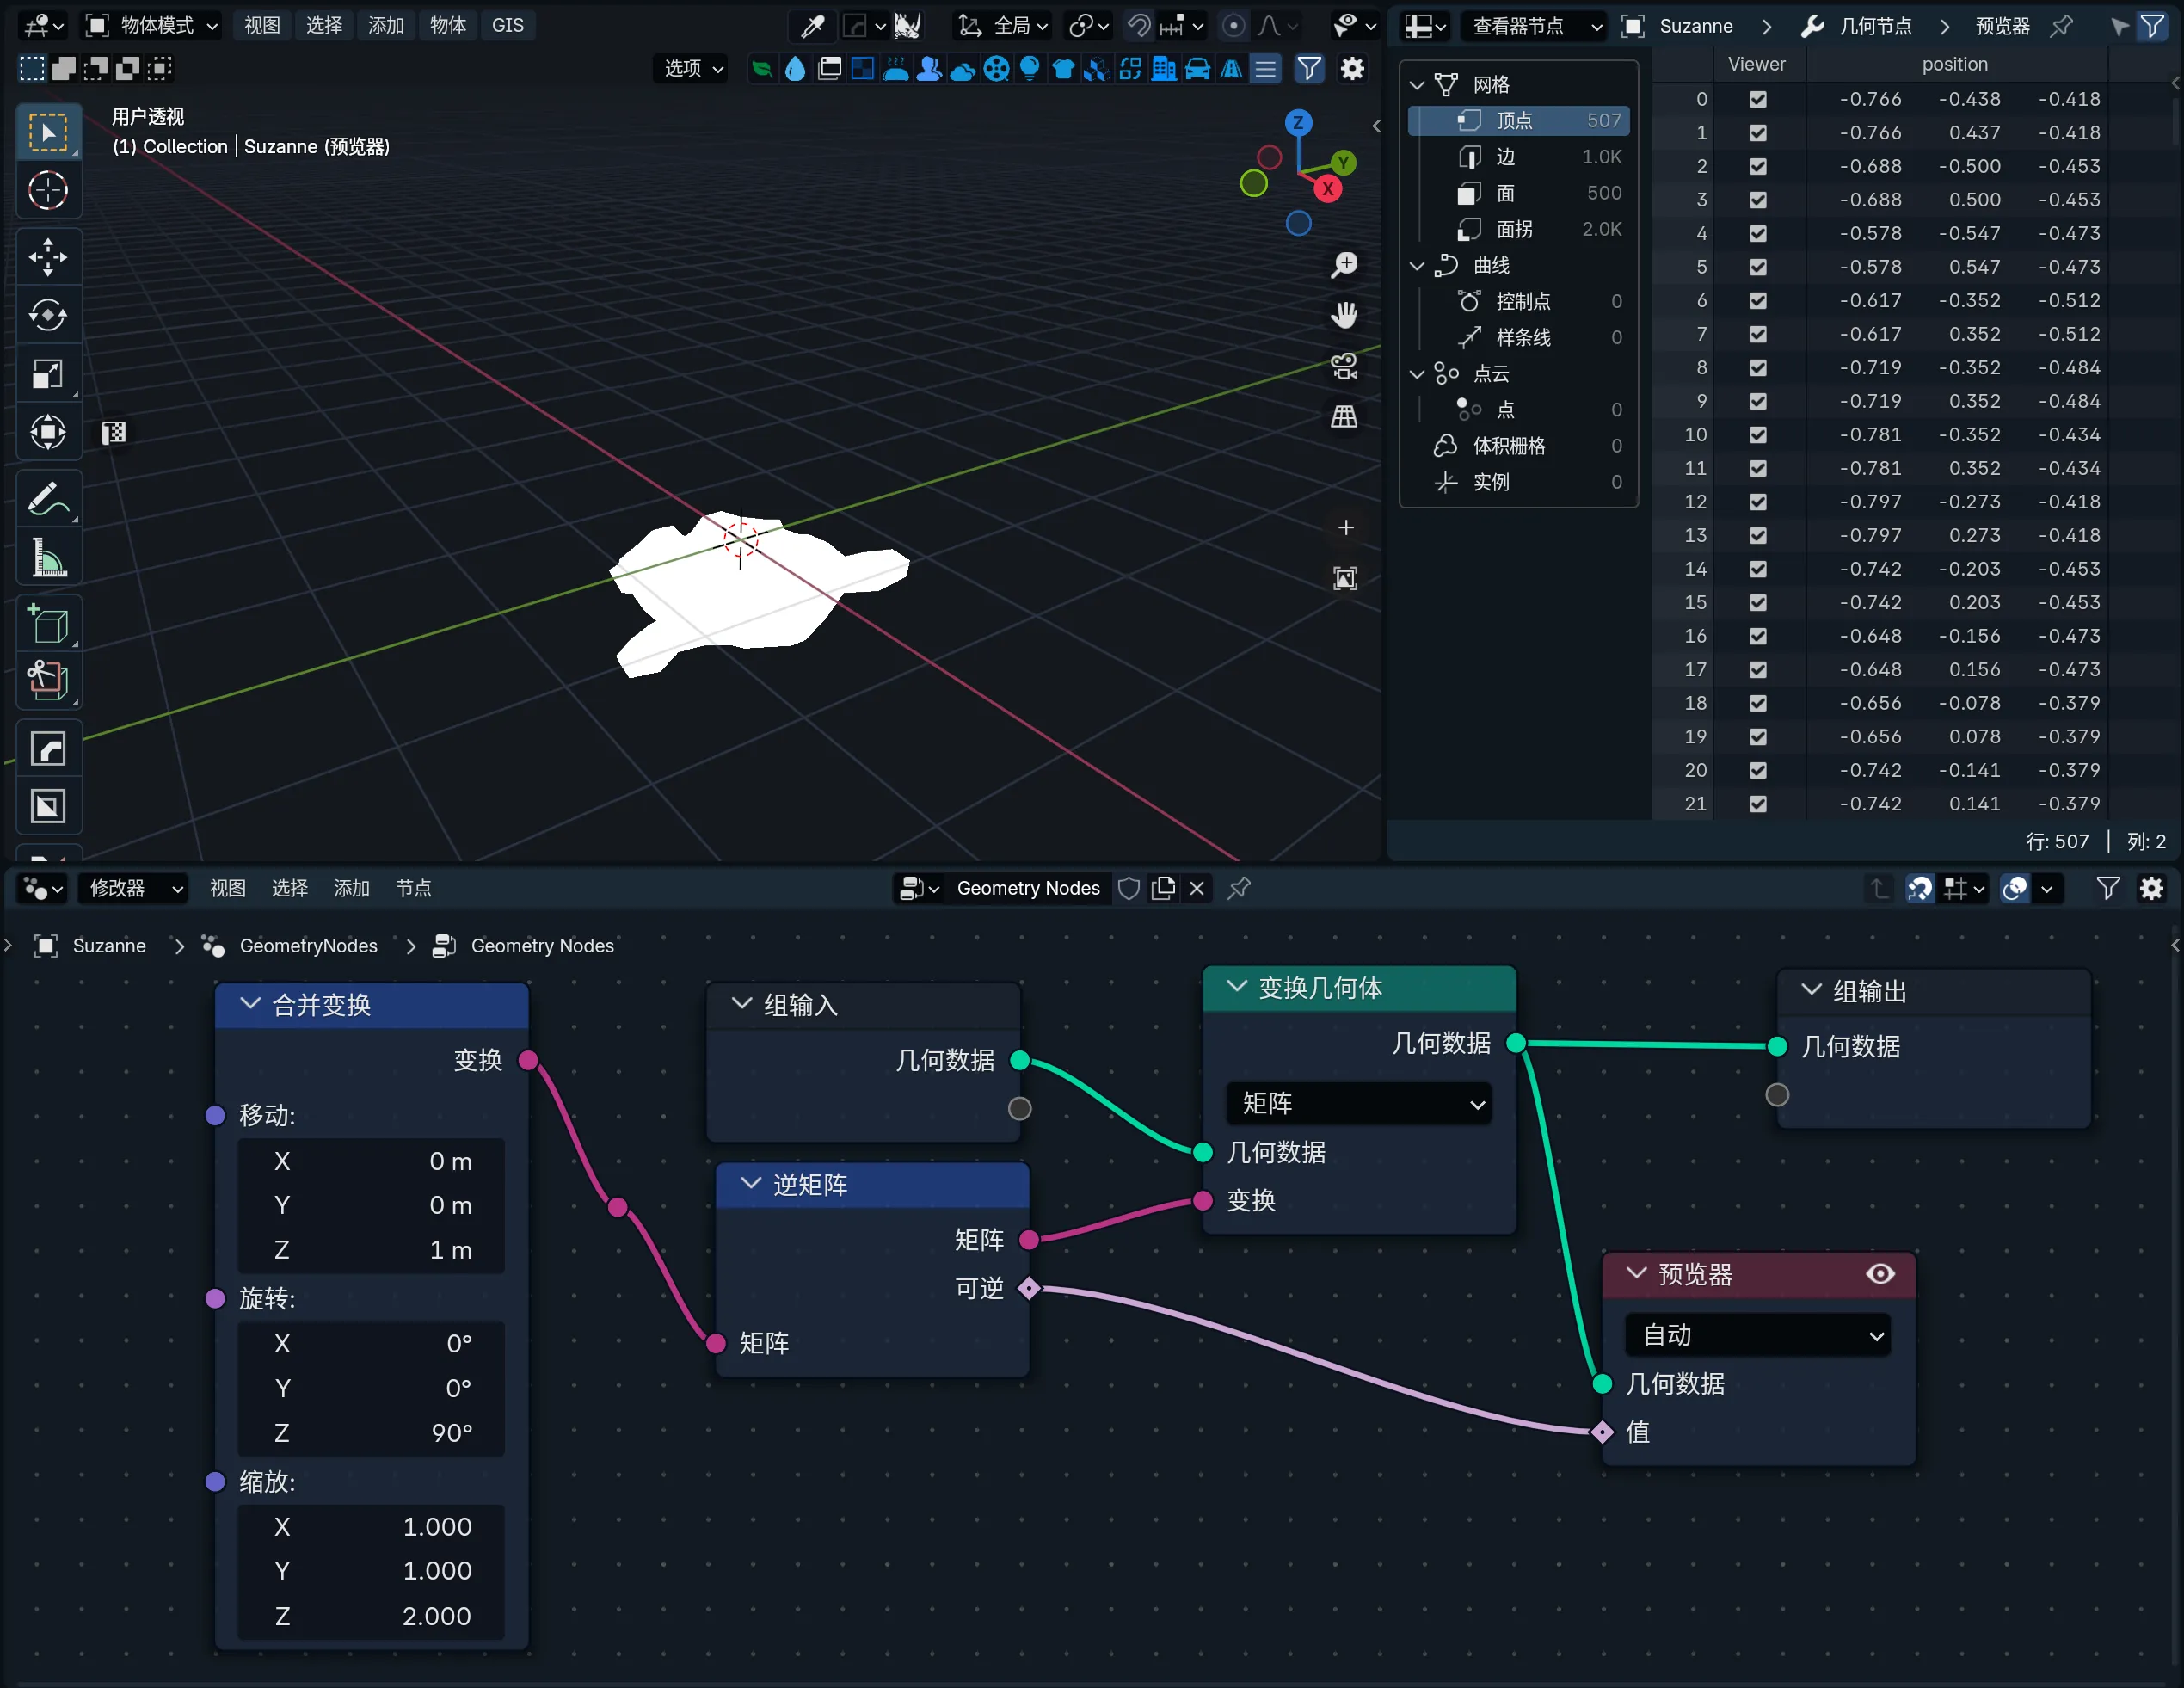 物体模式 视图 选择 添加 物体 GIS 全局
选项
用户透视
(1) Collection | Suzanne (预览器)
Z
Y
X
查看器节点 Suzanne 几何节点 预览器
网格
顶点 507
边 1.0K
面 500
面拐 2.0K
曲线
控制点 0
样条线 0
点云
点 0
体积栅格 0
实例 0
Viewer position
0 -0.766 -0.438 -0.418
1 -0.766 0.437 -0.418
2 -0.688 -0.500 -0.453
3 -0.688 0.500 -0.453
4 -0.578 -0.547 -0.473
5 -0.578 0.547 -0.473
6 -0.617 -0.352 -0.512
7 -0.617 0.352 -0.512
8 -0.719 -0.352 -0.484
9 -0.719 0.352 -0.484
10 -0.781 -0.352 -0.434
11 -0.781 0.352 -0.434
12 -0.797 -0.273 -0.418
13 -0.797 0.273 -0.418
14 -0.742 -0.203 -0.453
15 -0.742 0.203 -0.453
16 -0.648 -0.156 -0.473
17 -0.648 0.156 -0.473
18 -0.656 -0.078 -0.379
19 -0.656 0.078 -0.379
20 -0.742 -0.141 -0.379
21 -0.742 0.141 -0.379
行: 507 | 列: 2
修改器 视图 选择 添加 节点 Geometry Nodes
Suzanne GeometryNodes Geometry Nodes
合并变换
变换
移动:
X 0 m
Y 0 m
Z 1 m
旋转:
X 0°
Y 0°
Z 90°
缩放:
X 1.000
Y 1.000
Z 2.000
组输入
几何数据
逆矩阵
矩阵
可逆
矩阵
变换几何体
几何数据
矩阵
几何数据
变换
组输出
几何数据
预览器
自动
几何数据
值